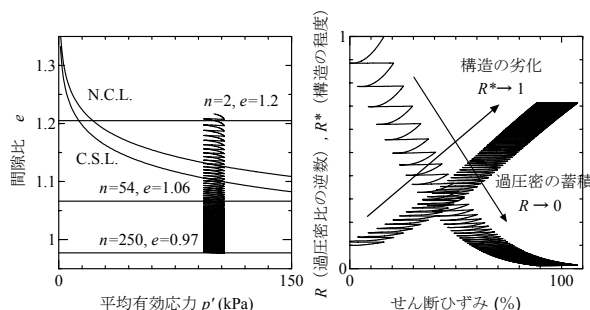 間隙比 e
1.3
1.2
1.1
1
N.C.L.
C.S.L.
n=2, e=1.2
n=54, e=1.06
n=250, e=0.97
0
150
平均有効応力 p' (kPa)
R (過圧密比の逆数) , R* (構造の程度)
1
0
構造の劣化
R*→ 1
過圧密の蓄積
R → 0
0
50
100
せん断ひずみ (%)